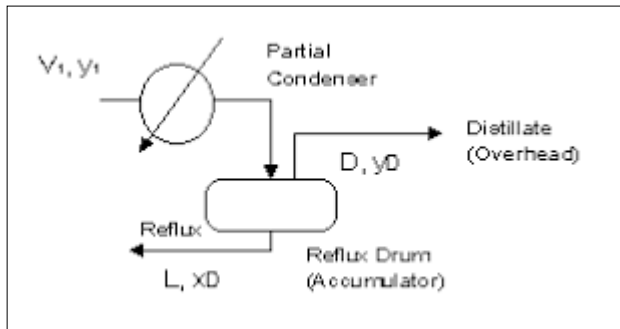 V₁, y₁
Partial
Condenser
Distillate
(Overhead)
D, yD
Reflux
L, xD
Reflux Drum
(Accumulator)